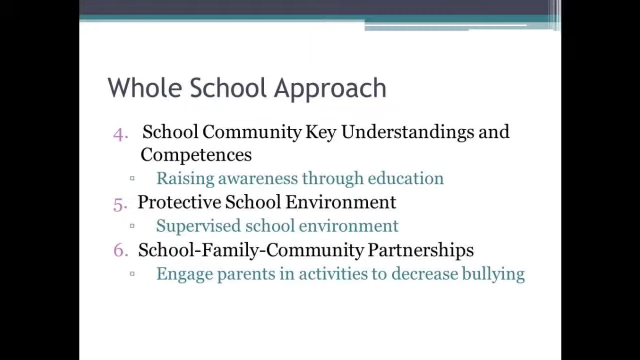 Whole School Approach
4. School Community Key Understandings and
Competences
▫ Raising awareness through education
5. Protective School Environment
▫ Supervised school environment
6. School-Family-Community Partnerships
▫ Engage parents in activities to decrease bullying